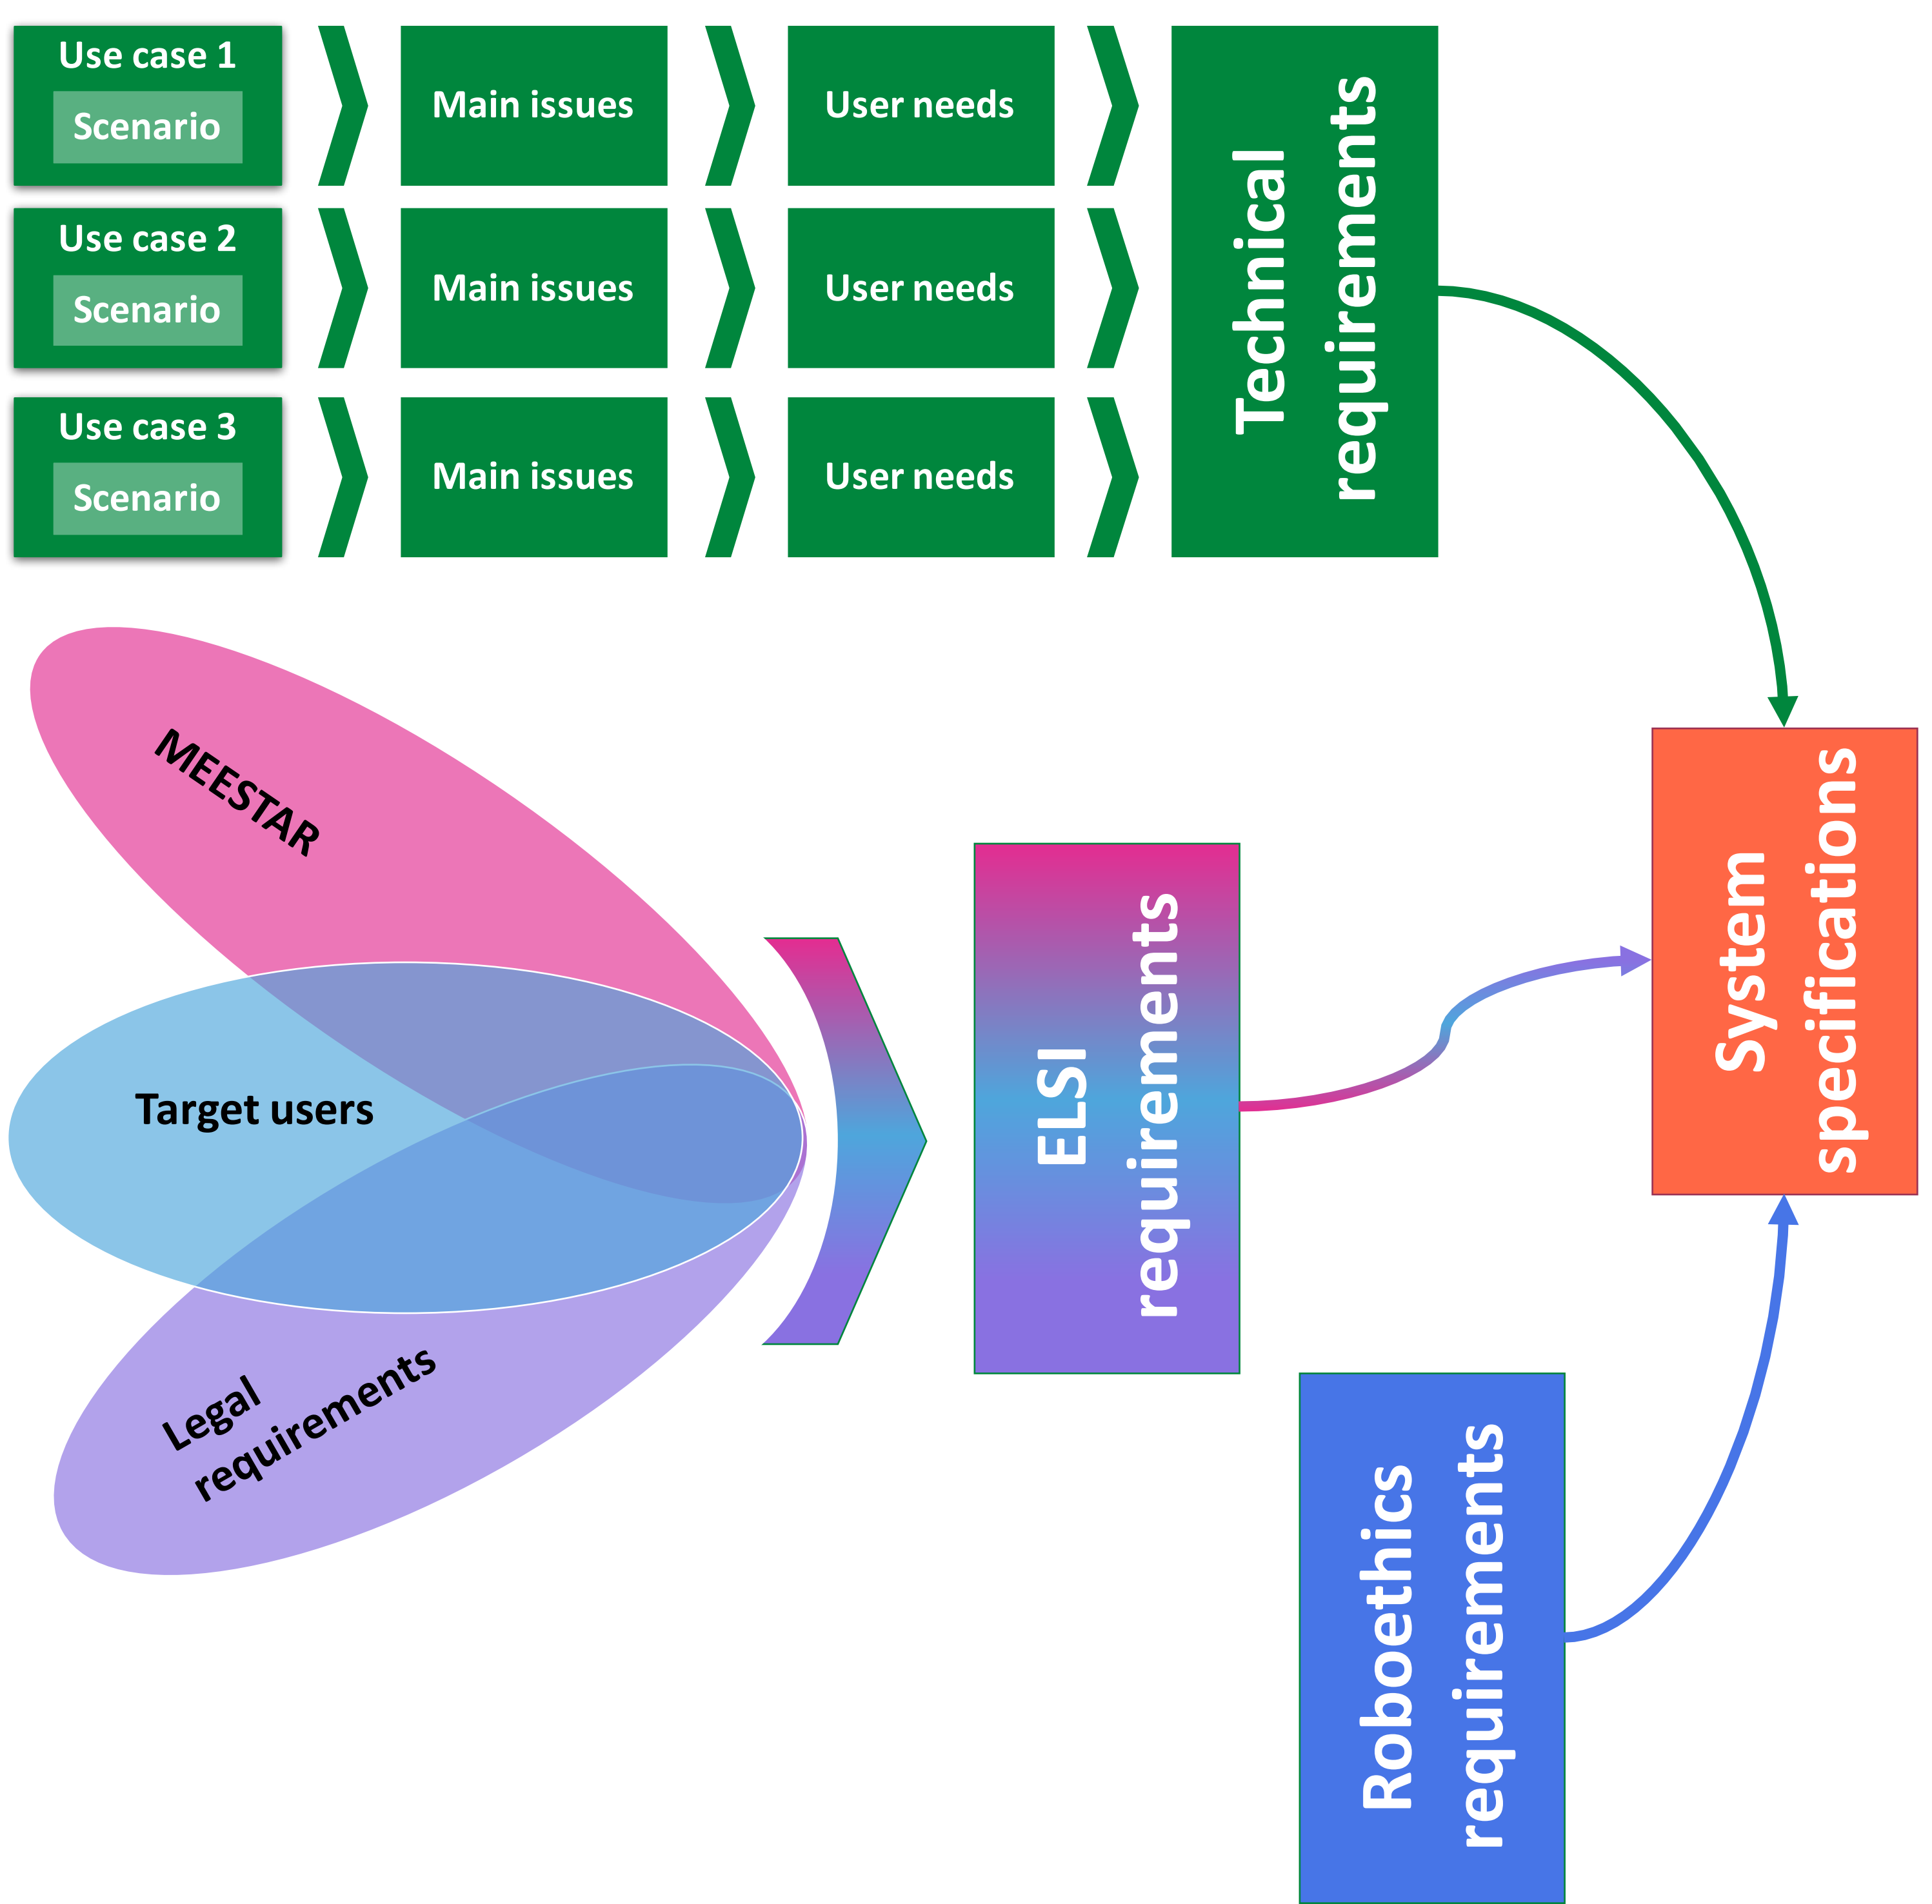 Use case 1
Scenario
Main issues
User needs
Use case 2
Scenario
Main issues
User needs
Use case 3
Scenario
Main issues
User needs
Technical
requirements
MEESTAR
Target users
Legal
requirements
ELSI
requirements
Roboethics
requirements
System
specifications